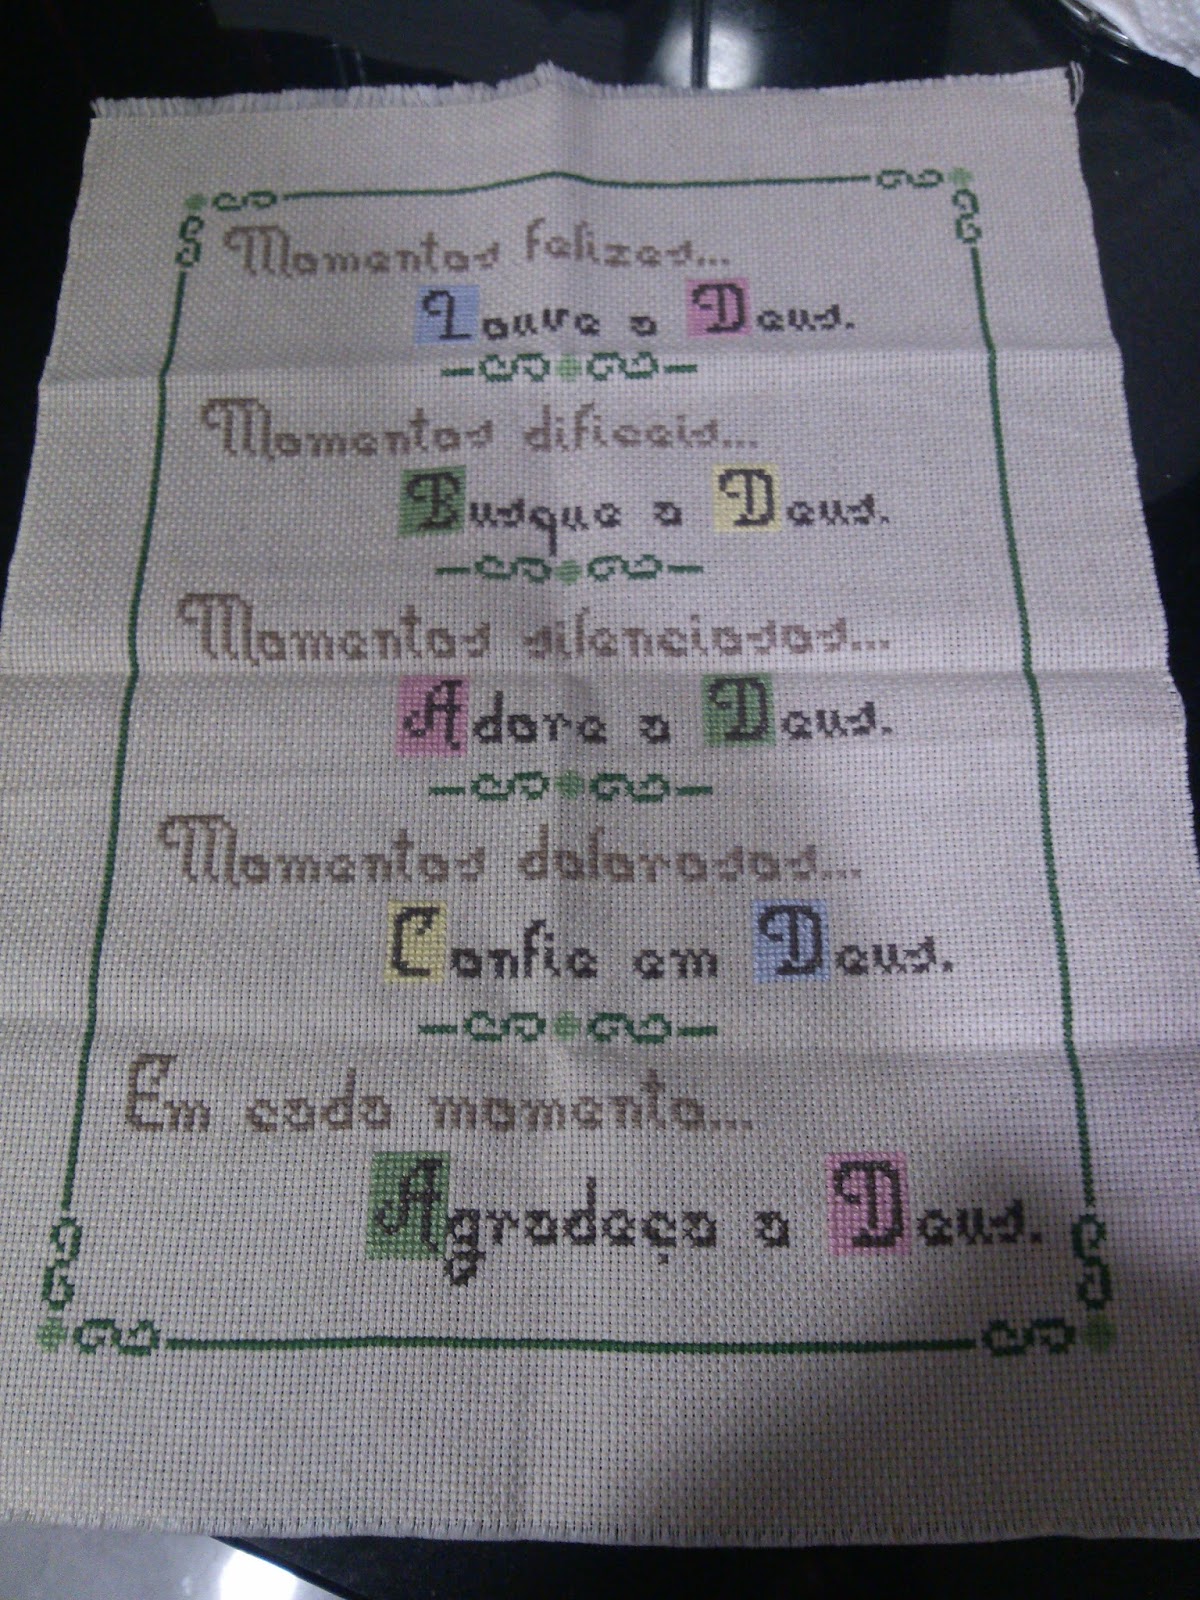 Momentos felizes...
Louve a Deus.
Momentos dificeis...
Busque a Deus.
Momentos silenciosos...
Adore a Deus.
Momentos dolorosos...
Confie em Deus.
Em cada momento...
Agradeça a Deus.